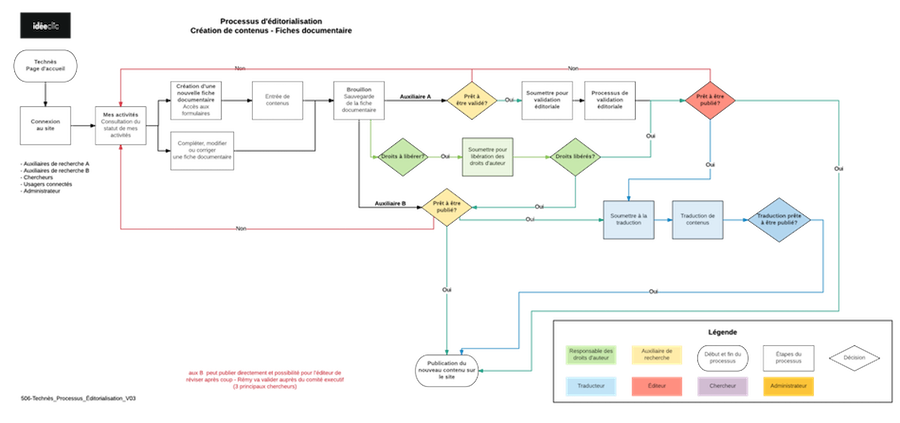 idéeclic
Processus d'éditorialisation
Création de contenus - Fiches documentaire
Technès
Page d'accueil
Connexion
au site
- Auxiliaires de recherche A
- Auxiliaires de recherche B
- Chercheurs
- Usagers connectés
- Administrateur
Mes activités
Consultation du
statut de mes
activités
Non
Création d'une
nouvelle fiche
documentaire
Accès aux
formulaires
Compléter, modifier
ou corriger
une fiche documentaire
Entrée de
contenus
Brouillon
Sauvegarde
de la fiche
documentaire
Auxiliaire A
Prêt à
être validé?
Oui
Non
Soumettre pour
validation
éditoriale
Processus de
validation
éditoriale
Prêt à être
publié?
Oui
Droits à libérer?
Oui
Soumettre pour
libération des
droits d'auteur
Droits libérés?
Oui
Oui
Oui
Auxiliaire B
Prêt à être
publié?
Oui
Non
Oui
Soumettre à la
traduction
Traduction de
contenus
Traduction prête
à être publié?
Oui
Oui
Publication du
nouveau contenu sur
le site
aux B peut publier directement et possibilité pour l'éditeur de
réviser après coup - Rémy va valider auprès du comité executif
(3 principaux chercheurs)
S06-Technès_Processus_Éditorialisation_V03
Légende
Responsable des
droits d'auteur
Auxiliaire de
recherche
Début et fin du
processus
Étapes du
processus
Décision
Traducteur
Éditeur
Chercheur
Administrateur